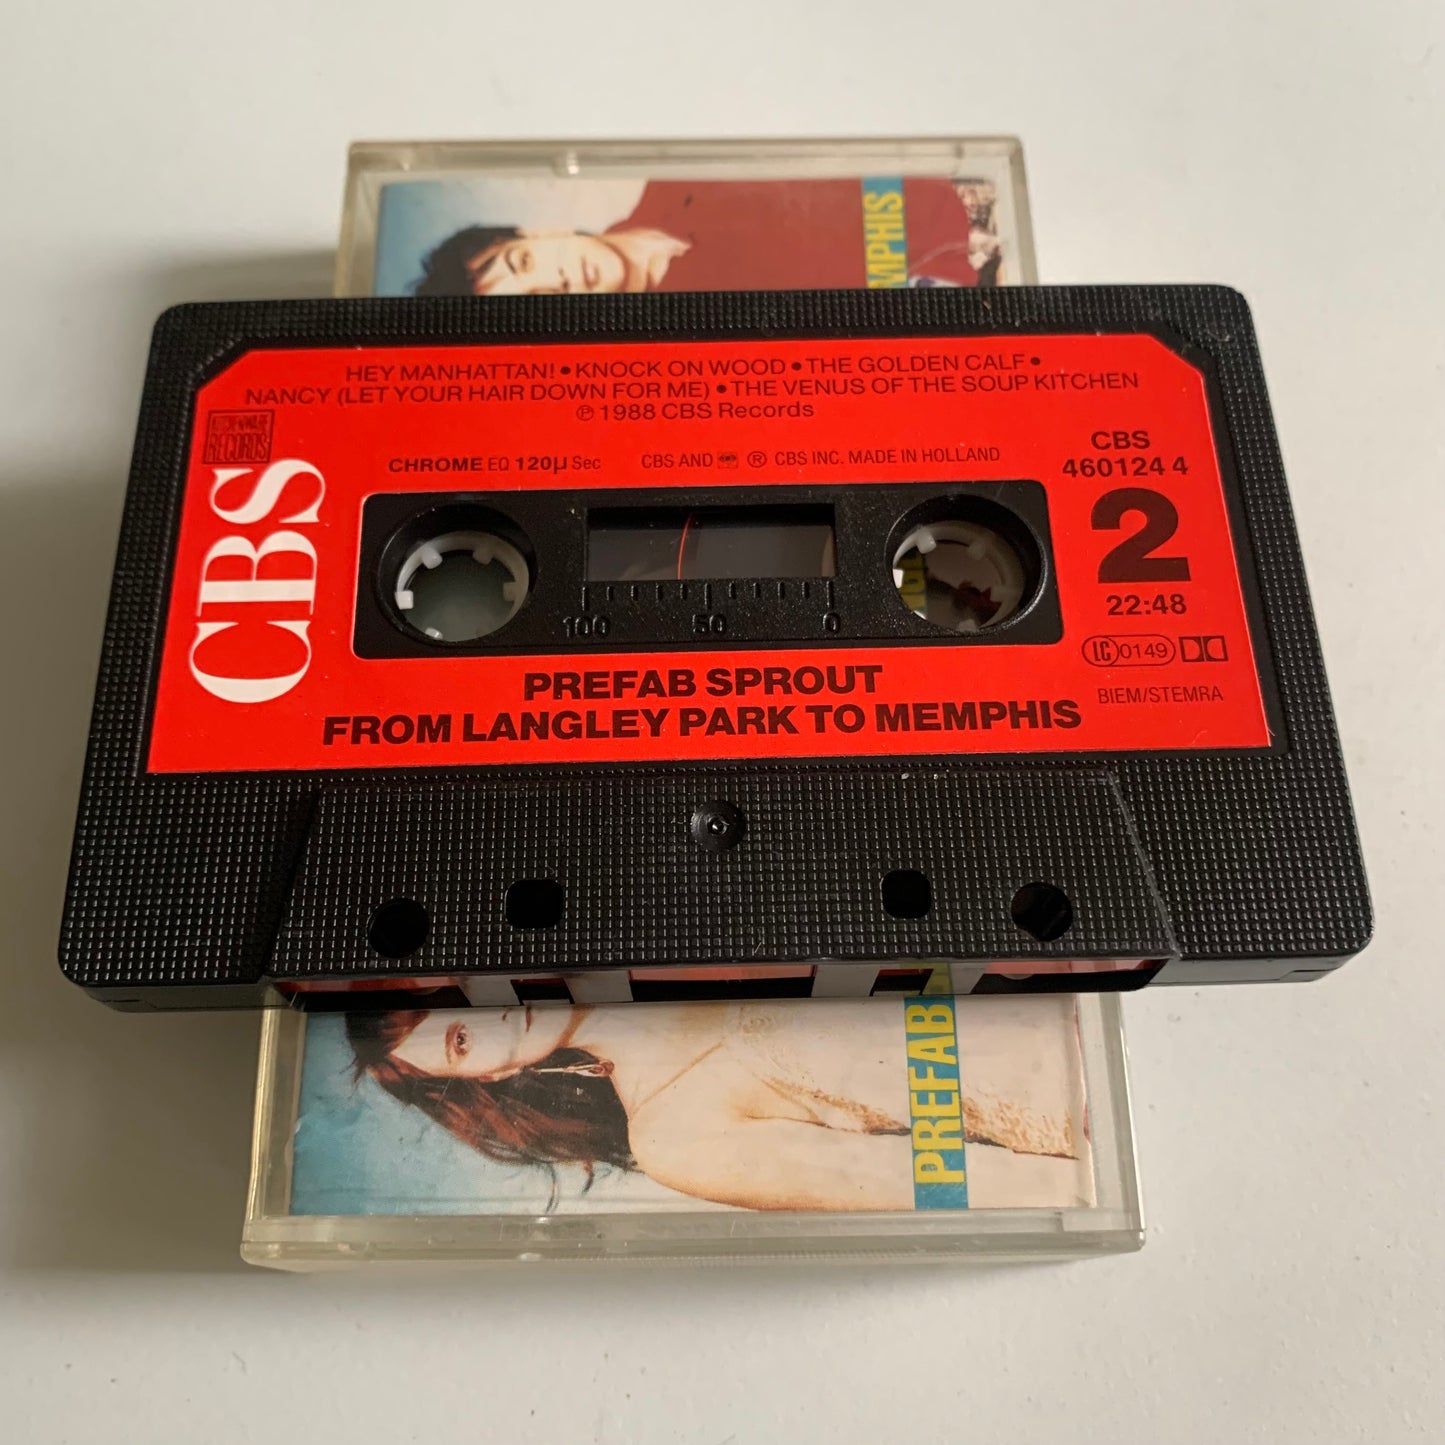 MPHIS
HEY MANHATTAN! • KNOCK ON WOOD • THE GOLDEN CALF •
NANCY (LET YOUR HAIR DOWN FOR ME) • THE VENUS OF THE SOUP KITCHEN
℗ 1988 CBS Records
KITCHENWARE
RECORDS
CBS
CHROME EQ 120µ Sec
CBS AND ® CBS INC. MADE IN HOLLAND
CBS
460124 4
2
22:48
LC 0149
BIEM/STEMRA
100 50 0
PREFAB SPROUT
FROM LANGLEY PARK TO MEMPHIS
PREFAB